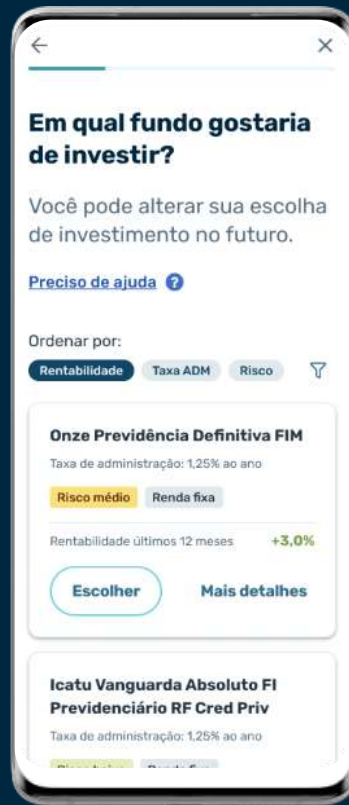 Em qual fundo gostaria
de investir?
Você pode alterar sua escolha
de investimento no futuro.
Preciso de ajuda ?
Ordenar por:
Rentabilidade Taxa ADM Risco
Onze Previdência Definitiva FIM
Taxa de administração: 1,25% ao ano
Risco médio Renda fixa
Rentabilidade últimos 12 meses +3,0%
Escolher Mais detalhes
Icatu Vanguarda Absoluto FI
Previdenciário RF Cred Priv
Taxa de administração: 1,25% ao ano